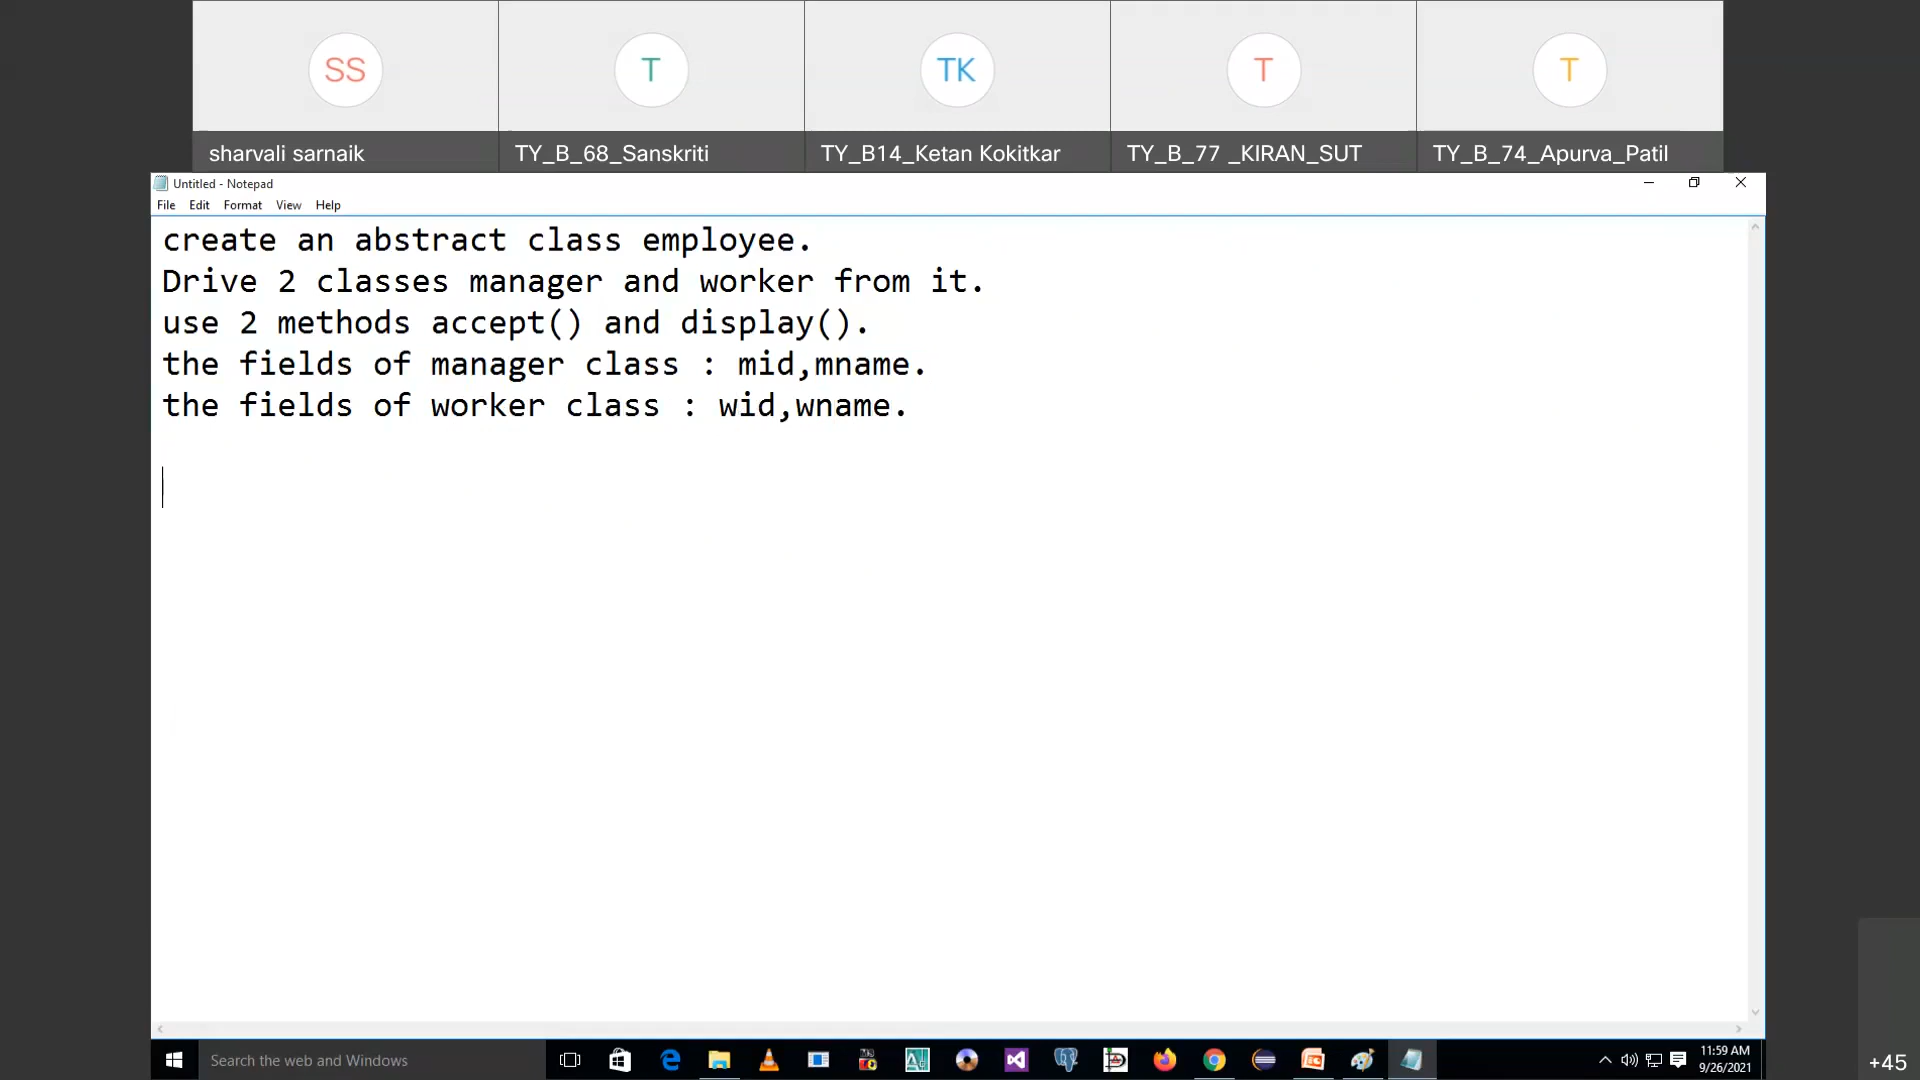 SS
T
TK
T
T
sharvali sarnaik
TY_B_68_Sanskriti
TY_B14_Ketan Kokitkar
TY_B_77 _KIRAN_SUT
TY_B_74_Apurva_Patil
Untitled - Notepad
File Edit Format View Help
create an abstract class employee.
Drive 2 classes manager and worker from it.
use 2 methods accept() and display().
the fields of manager class : mid,mname.
the fields of worker class : wid,wname.
Search the web and Windows
11:59 AM
9/26/2021
+45